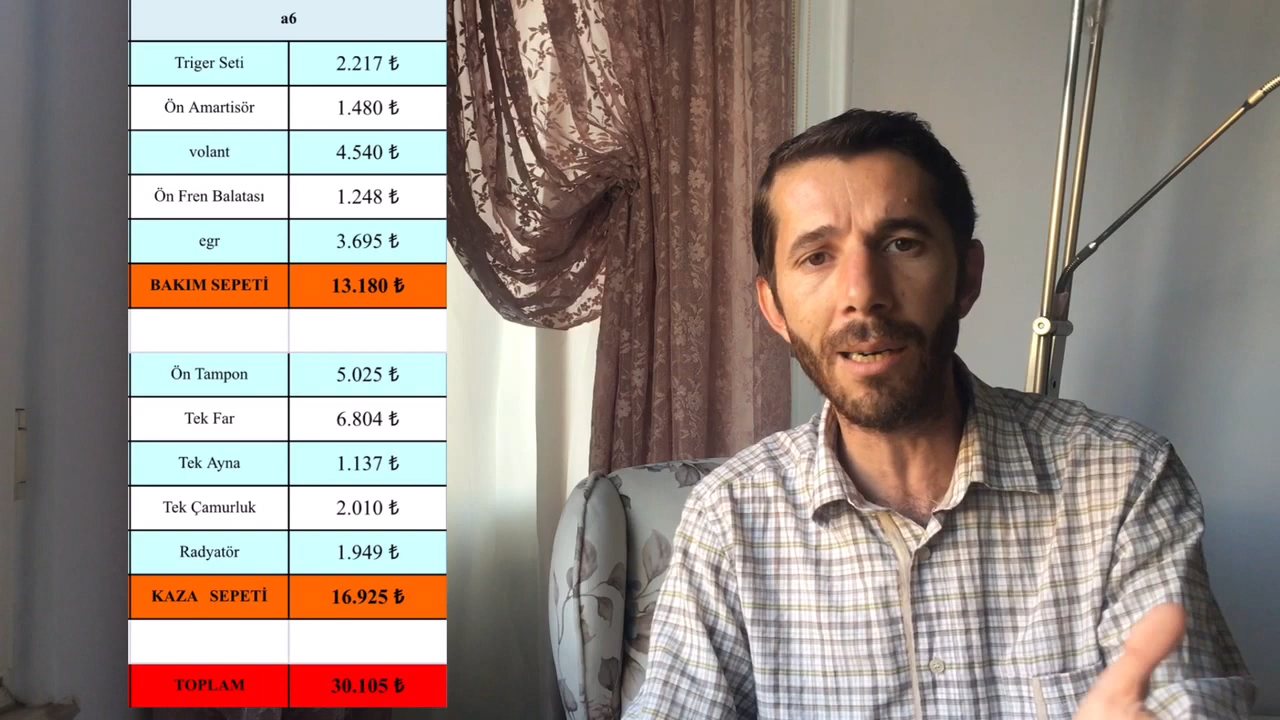 a6
Triger Seti 2.217 ₺
Ön Amartisör 1.480 ₺
volant 4.540 ₺
Ön Fren Balatası 1.248 ₺
egr 3.695 ₺
BAKIM SEPETİ 13.180 ₺
Ön Tampon 5.025 ₺
Tek Far 6.804 ₺
Tek Ayna 1.137 ₺
Tek Çamurluk 2.010 ₺
Radyatör 1.949 ₺
KAZA SEPETİ 16.925 ₺
TOPLAM 30.105 ₺